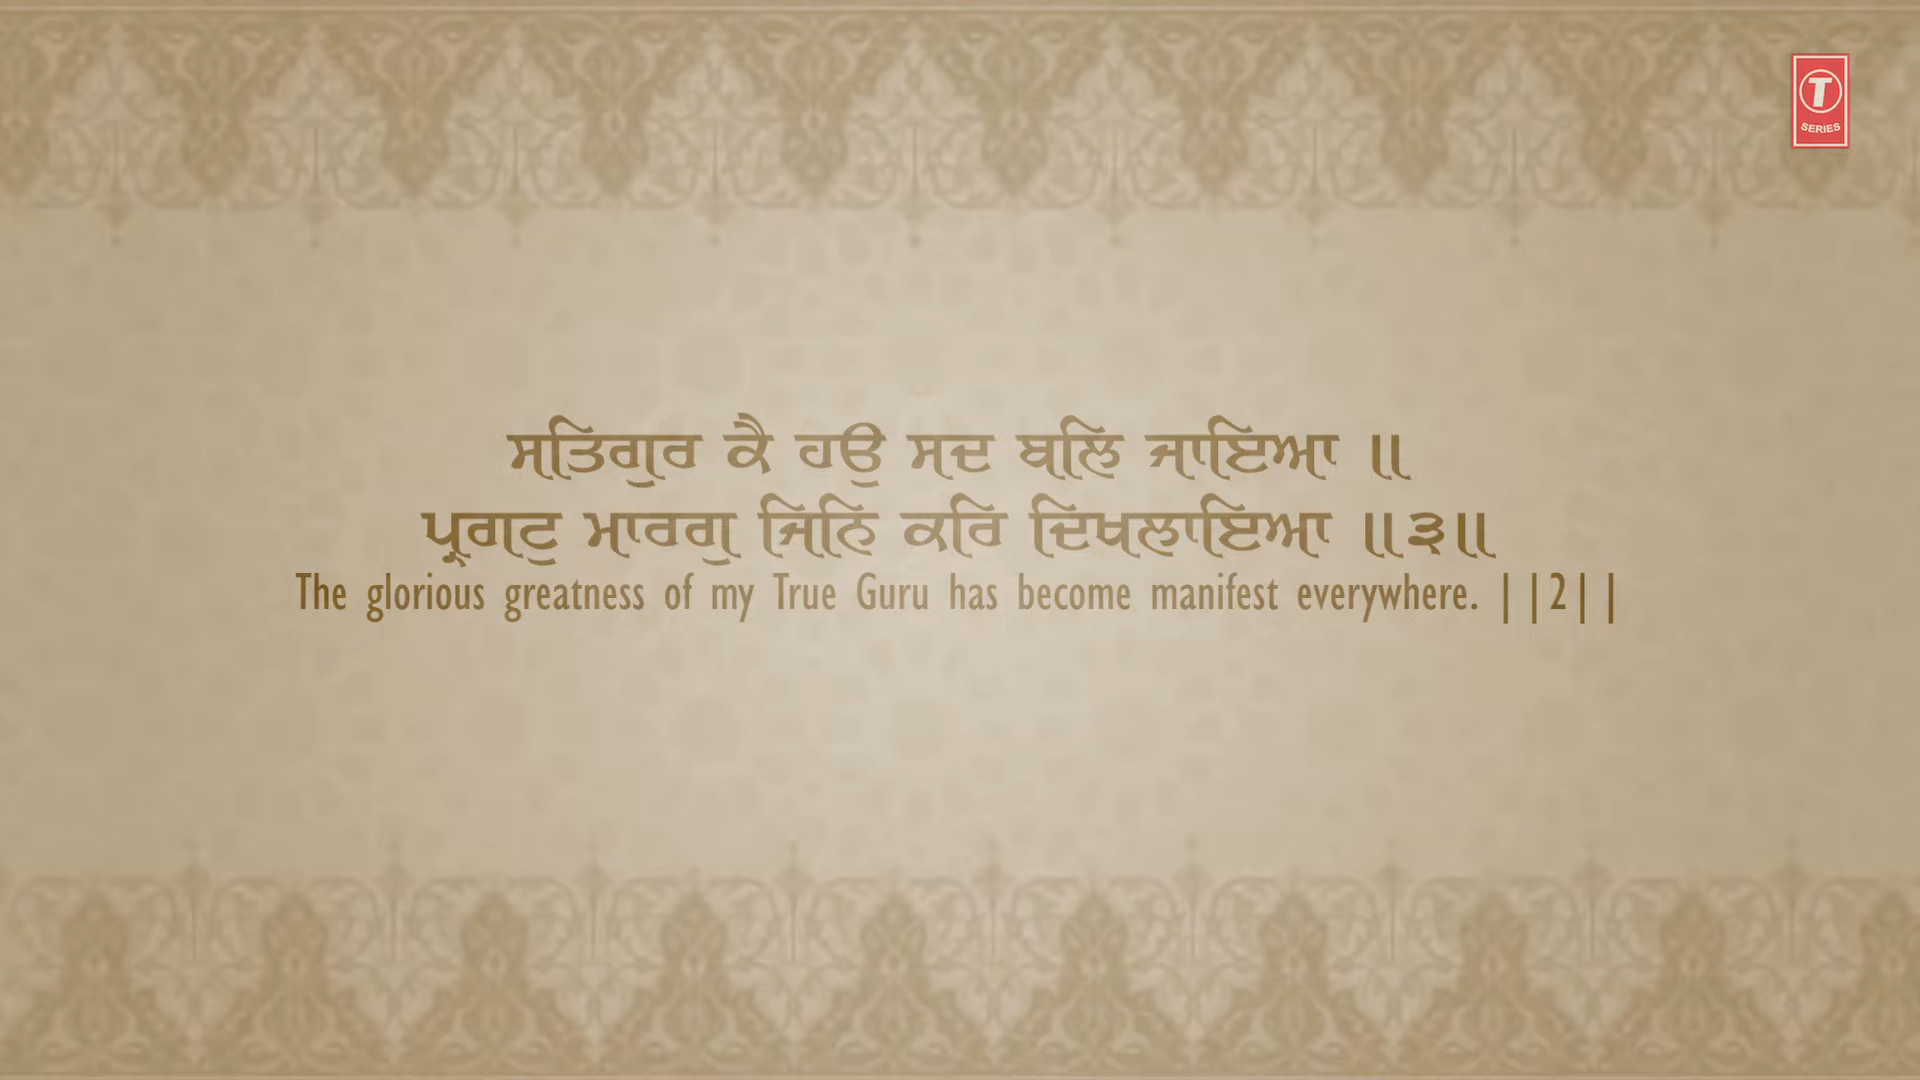 T
SERIES
ਸਤਿਗੁਰ ਕੈ ਹਉ ਸਦ ਬਲਿ ਜਾਇਆ ॥
ਪ੍ਰਗਟੁ ਮਾਰਗੁ ਜਿਨਿ ਕਰਿ ਦਿਖਲਾਇਆ ॥੩॥
The glorious greatness of my True Guru has become manifest everywhere. ||2||